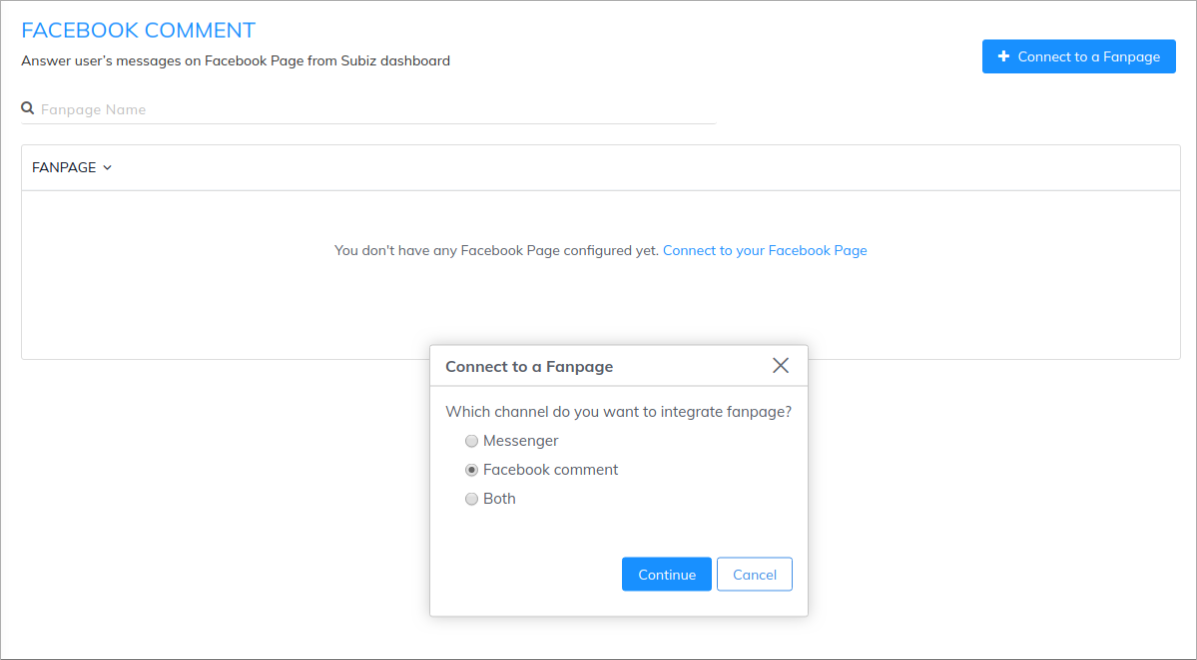 FACEBOOK COMMENT
Answer user’s messages on Facebook Page from Subiz dashboard
Connect to a Fanpage
Fanpage Name
FANPAGE
You don't have any Facebook Page configured yet. Connect to your Facebook Page
Connect to a Fanpage
Which channel do you want to integrate fanpage?
Messenger
Facebook comment
Both
Continue Cancel